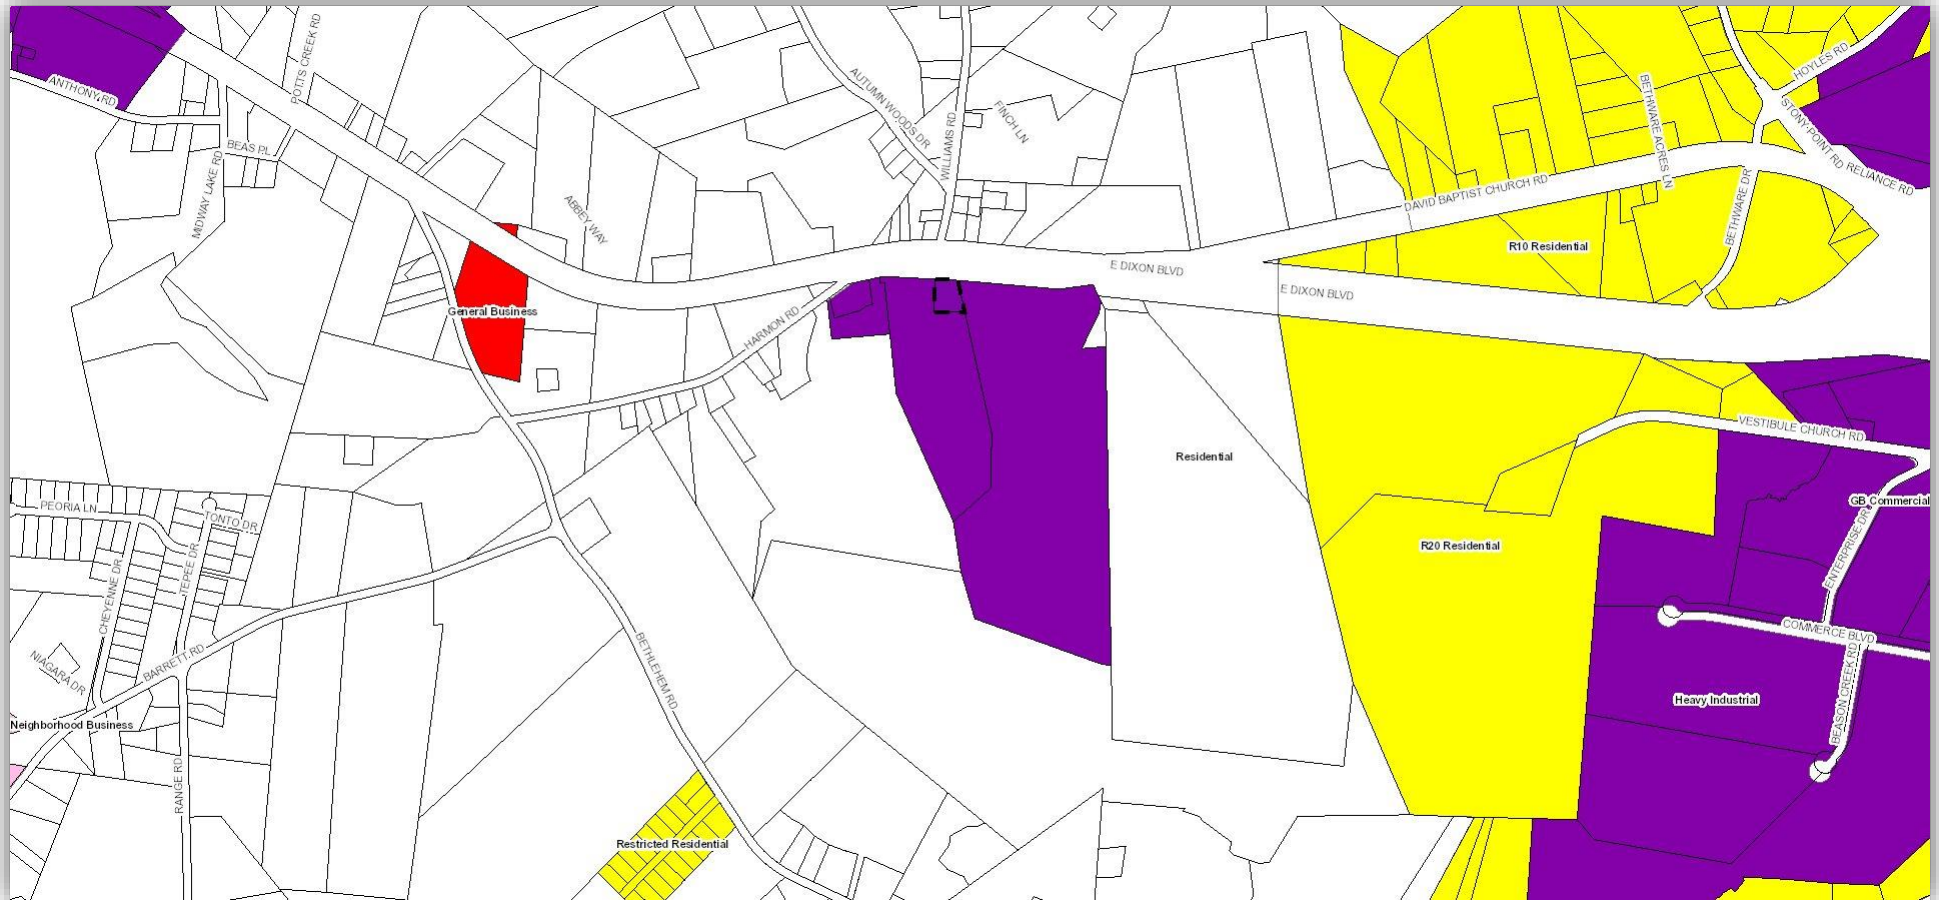 POTTS CREEK RD
ANTHONY RD
BEAS PL
MIDWAY LAKE RD
ABBEY WAY
AUTUMN WOODS DR
WILLIAMS RD
FINCH LN
HOYLES RD
STONY POINT RD
RELIANCE RD
BETHWARE ACRES LN
DAVID BAPTIST CHURCH RD
BETHWARE DR
R10 Residential
E DIXON BLVD
E DIXON BLVD
General Business
HARMON RD
VESTIBULE CHURCH RD
Residential
GB Commercial
PEORIA LN
TONTO DR
TEPEE DR
CHEYENNE DR
R20 Residential
ENTERPRISE DR
COMMERCE BLVD
BEASON CREEK RD
NIAGARA DR
BARRETT RD
BETHLEHEM RD
Heavy Industrial
Neighborhood Business
RANGE RD
Restricted Residential